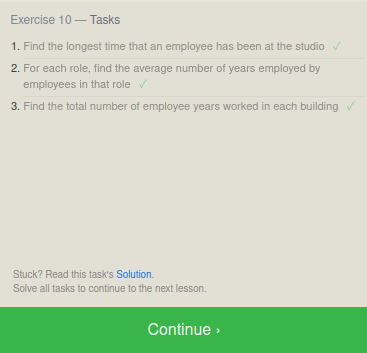 Exercise 10 — Tasks
1. Find the longest time that an employee has been at the studio ✓
2. For each role, find the average number of years employed by
employees in that role ✓
3. Find the total number of employee years worked in each building ✓
Stuck? Read this task's Solution.
Solve all tasks to continue to the next lesson.
Continue ›